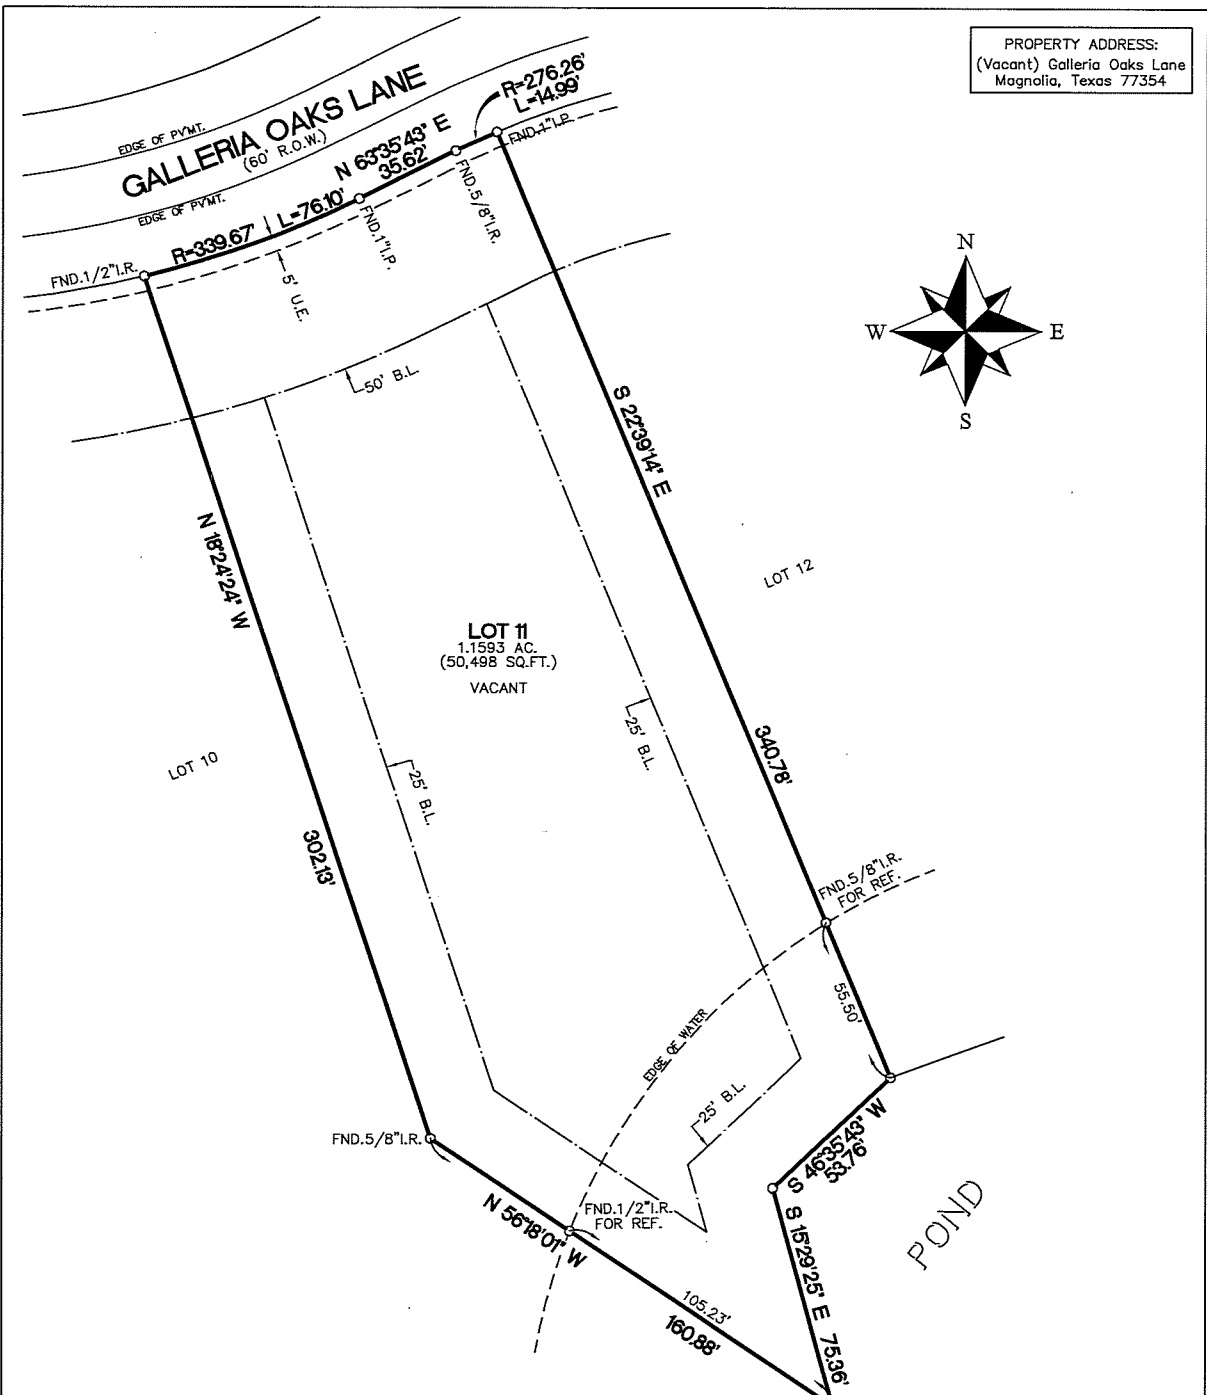 PROPERTY ADDRESS:
(Vacant) Galleria Oaks Lane
Magnolia, Texas 77354
EDGE OF PV'MT.
GALLERIA OAKS LANE
(60' R.O.W.)
EDGE OF PV'MT.
R=276.26'
L=14.99'
N 63°35'43" E
35.62'
FND.1"I.P.
R=339.67'
L=76.10'
FND.5/8"I.R.
FND.1"I.P.
FND.1/2"I.R.
5' U.E.
N
W
E
S
50' B.L.
S 22°39'14" E
N 18°24'24" W
LOT 12
LOT 11
1.1593 AC.
(50,498 SQ.FT.)
VACANT
25' B.L.
340.78'
LOT 10
25' B.L.
302.13'
FND.5/8"I.R.
FOR REF.
55.50'
EDGE OF WATER
25' B.L.
S 46°35'43" W
53.76'
FND.5/8"I.R.
N 56°18'01" W
FND.1/2"I.R.
FOR REF.
POND
S 15°29'25" E
75.36'
105.23'
160.88'